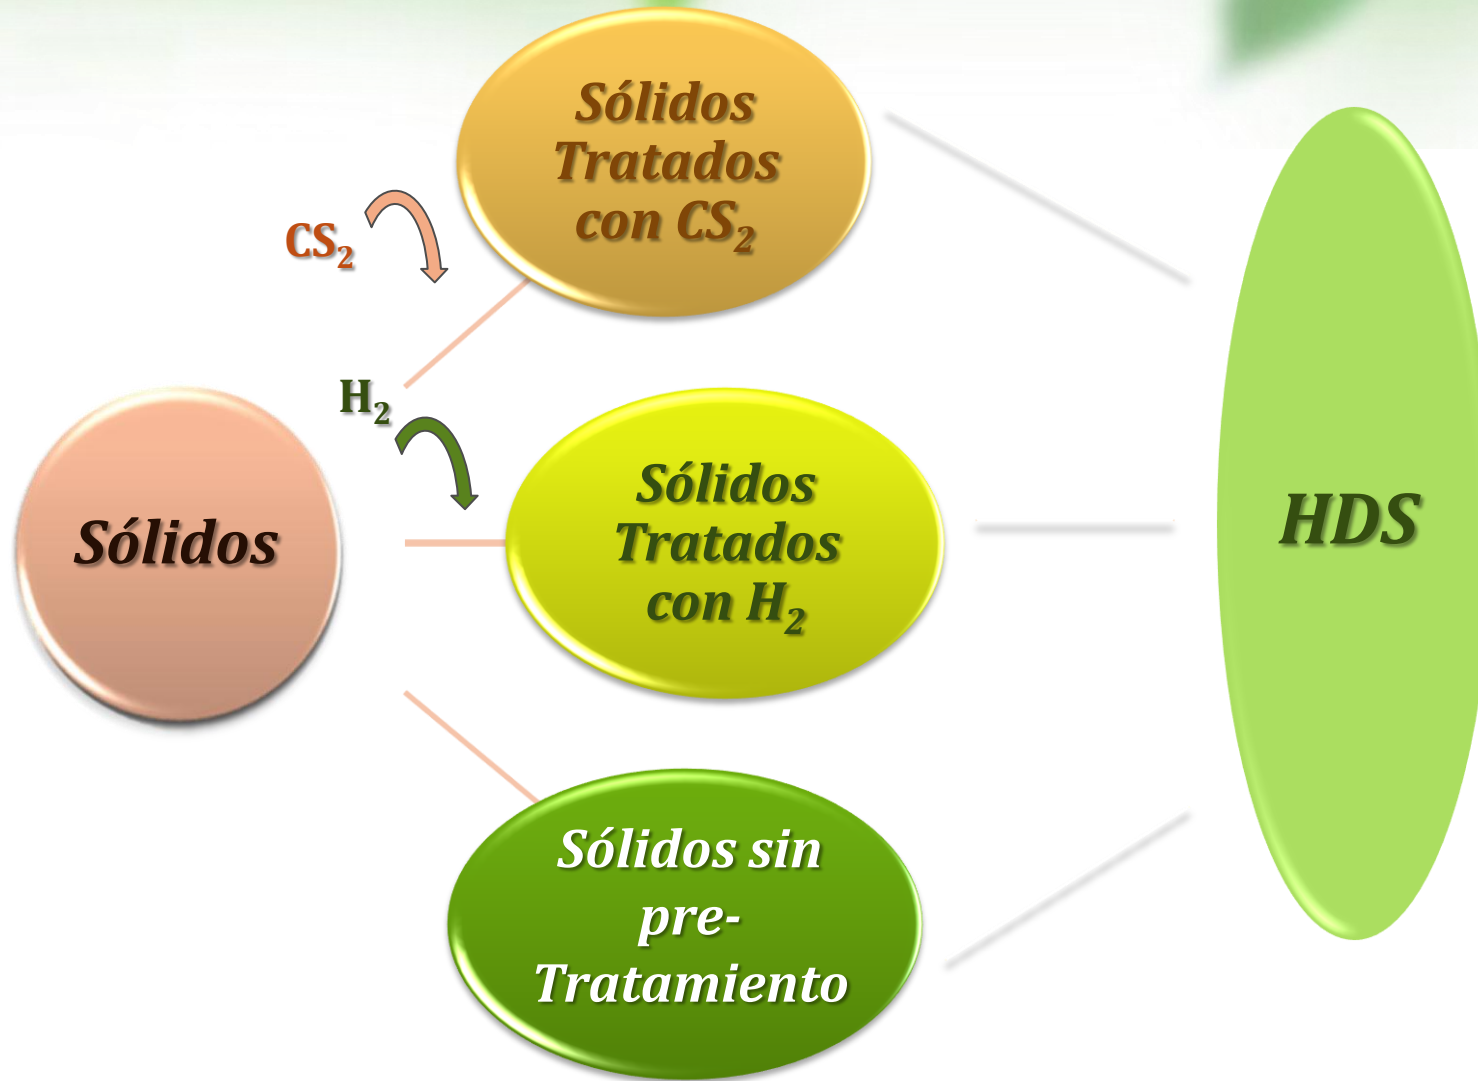 Sólidos
Tratados
con CS₂
CS₂
H₂
Sólidos
Sólidos
Tratados
con H₂
HDS
Sólidos sin
pre-
Tratamiento